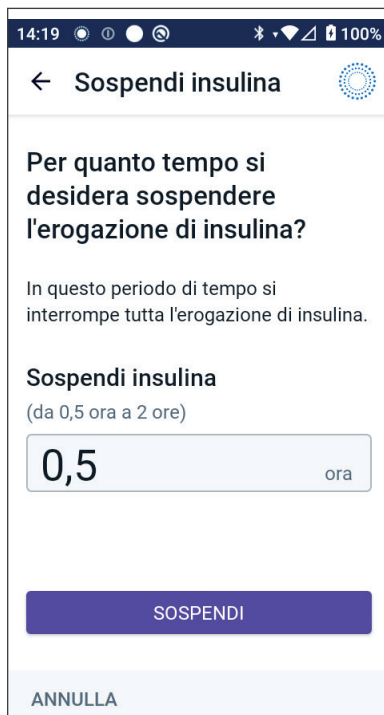 14:19 100%
Sospendi insulina
Per quanto tempo si
desidera sospendere
l'erogazione di insulina?
In questo periodo di tempo si
interrompe tutta l'erogazione di insulina.
Sospendi insulina
(da 0,5 ora a 2 ore)
0,5 ora
SOSPENDI
ANNULLA